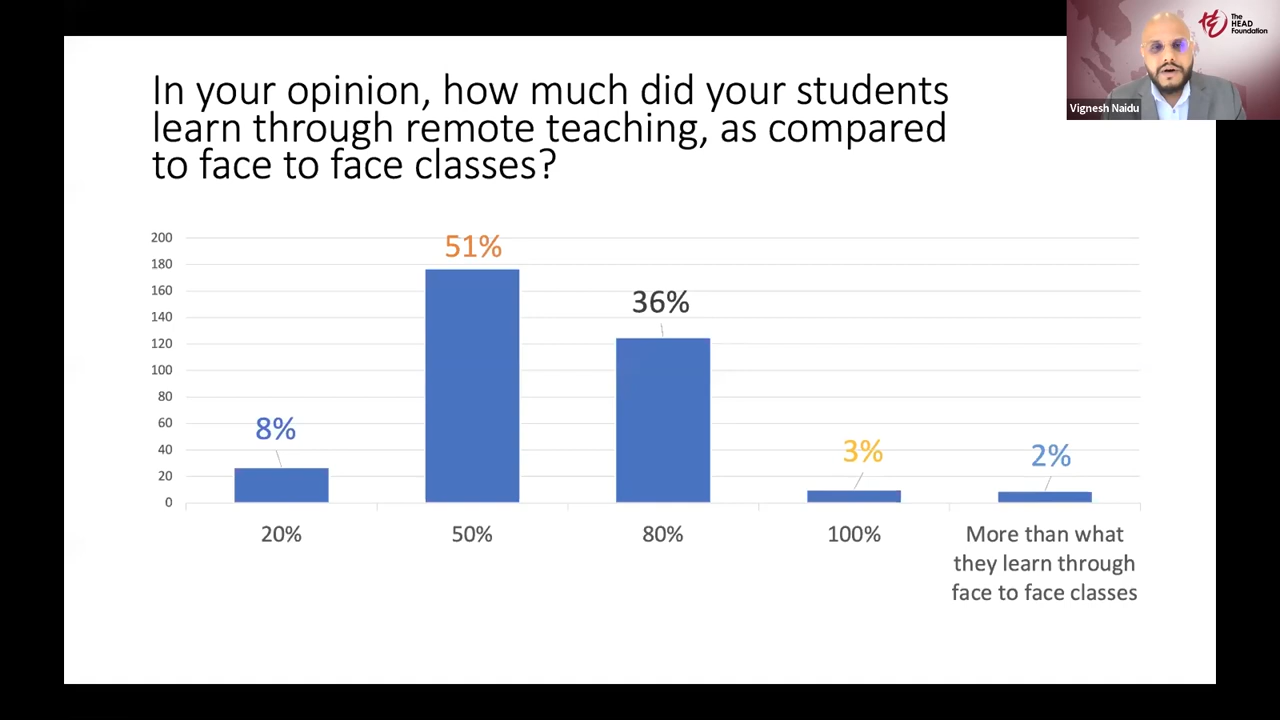 The
HEAD
Foundation
Vignesh Naidu
In your opinion, how much did your students
learn through remote teaching, as compared
to face to face classes?
200
180
160
140
120
100
80
60
40
20
0
8%
51%
36%
3%
2%
20%
50%
80%
100%
More than what
they learn through
face to face classes